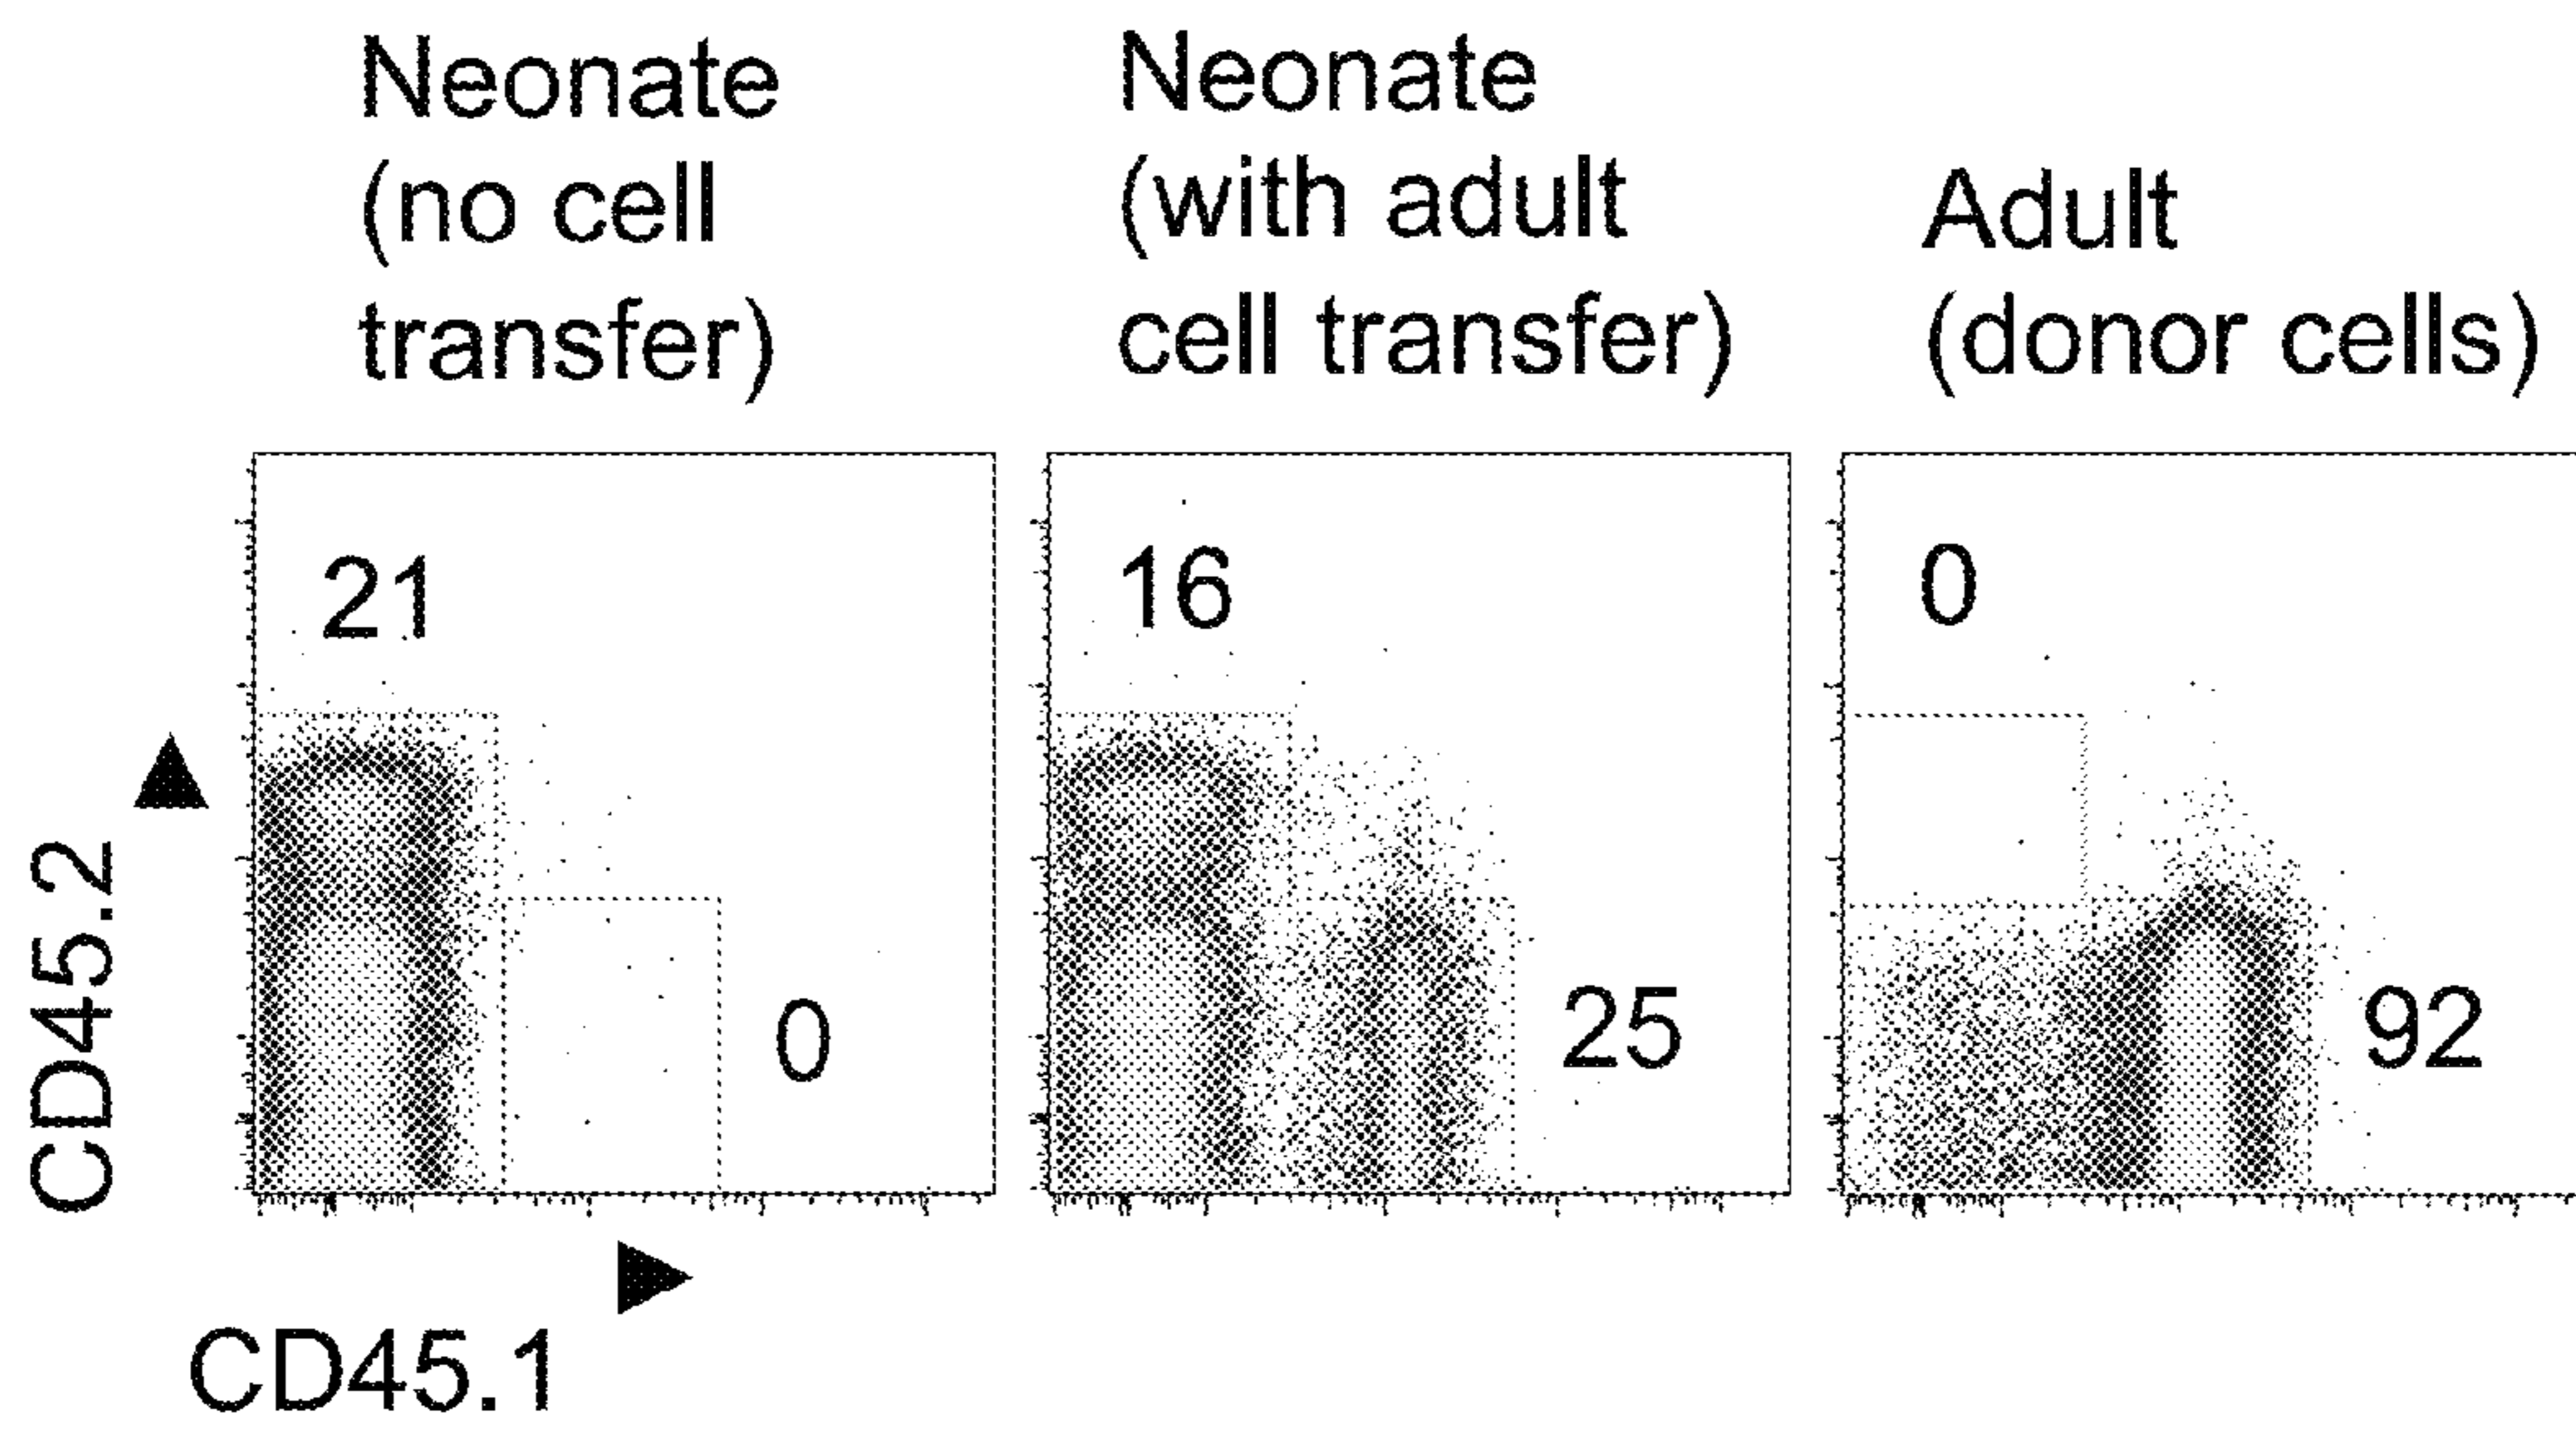 Neonate
(no cell
transfer)
Neonate
(with adult
cell transfer)
Adult
(donor cells)
21
0
16
25
0
92
CD45.2
CD45.1